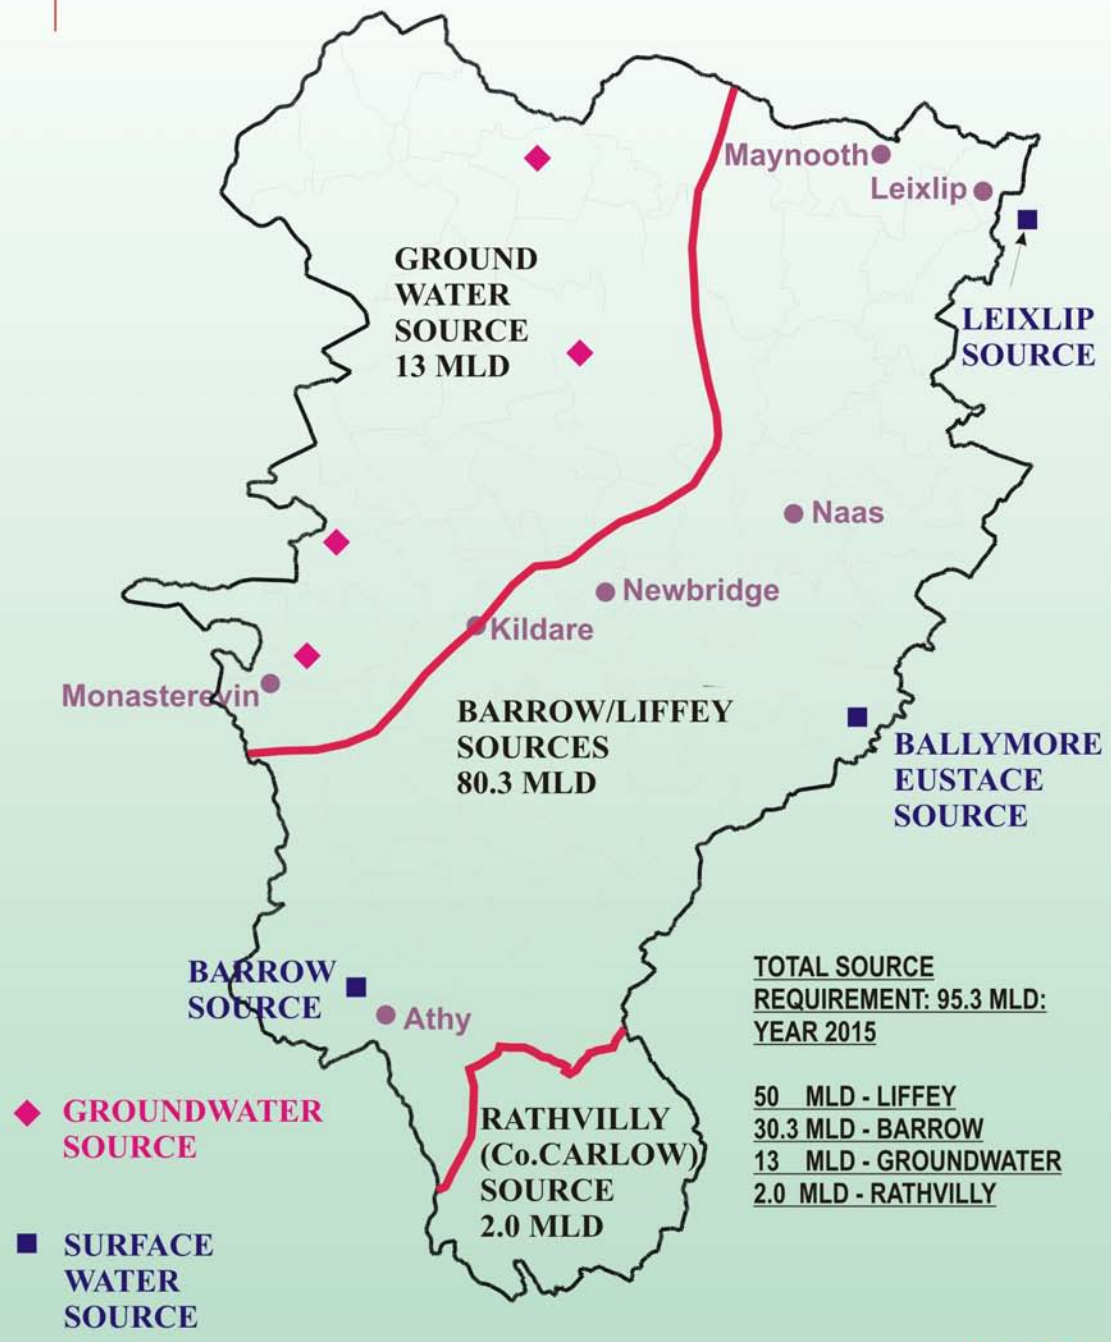 Maynooth
Leixlip
GROUND
WATER
SOURCE
13 MLD
LEIXLIP
SOURCE
Naas
Newbridge
Kildare
Monasterevin
BARROW/LIFFEY
SOURCES
80.3 MLD
BALLYMORE
EUSTACE
SOURCE
BARROW
SOURCE
Athy
TOTAL SOURCE
REQUIREMENT: 95.3 MLD:
YEAR 2015
50 MLD - LIFFEY
30.3 MLD - BARROW
13 MLD - GROUNDWATER
2.0 MLD - RATHVILLY
RATHVILLY
(Co.CARLOW)
SOURCE
2.0 MLD
GROUNDWATER
SOURCE
SURFACE
WATER
SOURCE